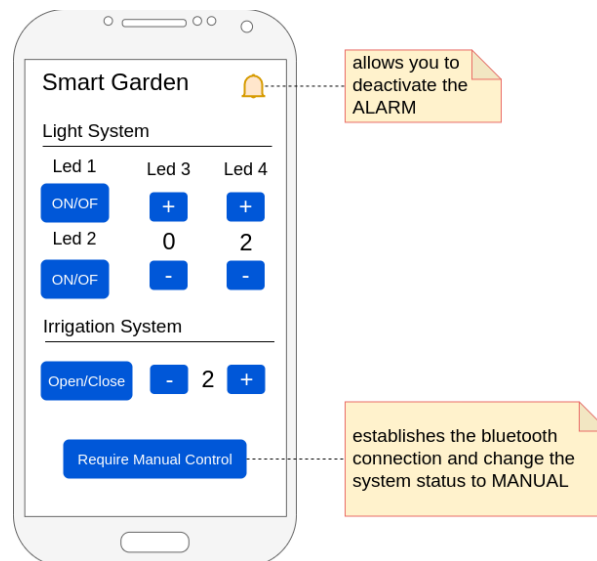 Smart Garden
allows you to
deactivate the
ALARM
Light System
Led 1
Led 3
Led 4
ON/OF
+
+
Led 2
0
2
ON/OF
-
-
Irrigation System
Open/Close
-
2
+
Require Manual Control
establishes the bluetooth
connection and change the
system status to MANUAL